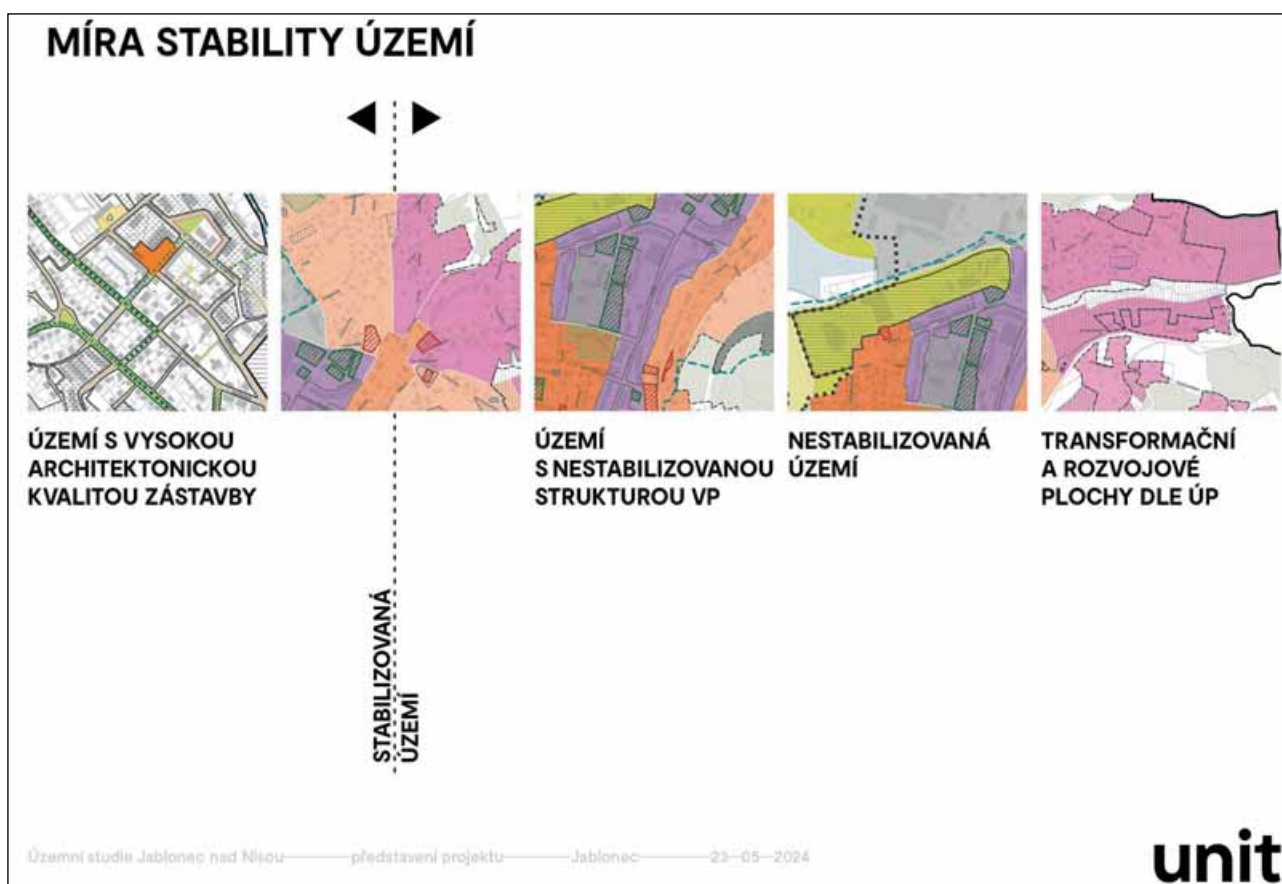 MÍRA STABILITY ÚZEMÍ
ÚZEMÍ S VYSOKOU
ARCHITEKTONICKOU
KVALITOU ZÁSTAVBY
STABILIZOVANÁ
ÚZEMÍ
ÚZEMÍ
S NESTABILIZOVANOU
STRUKTUROU VP
NESTABILIZOVANÁ
ÚZEMÍ
TRANSFORMAČNÍ
A ROZVOJOVÉ
PLOCHY DLE ÚP
Územní studie Jablonec nad Nisou představení projektu Jablonec 23—05—2024
unit